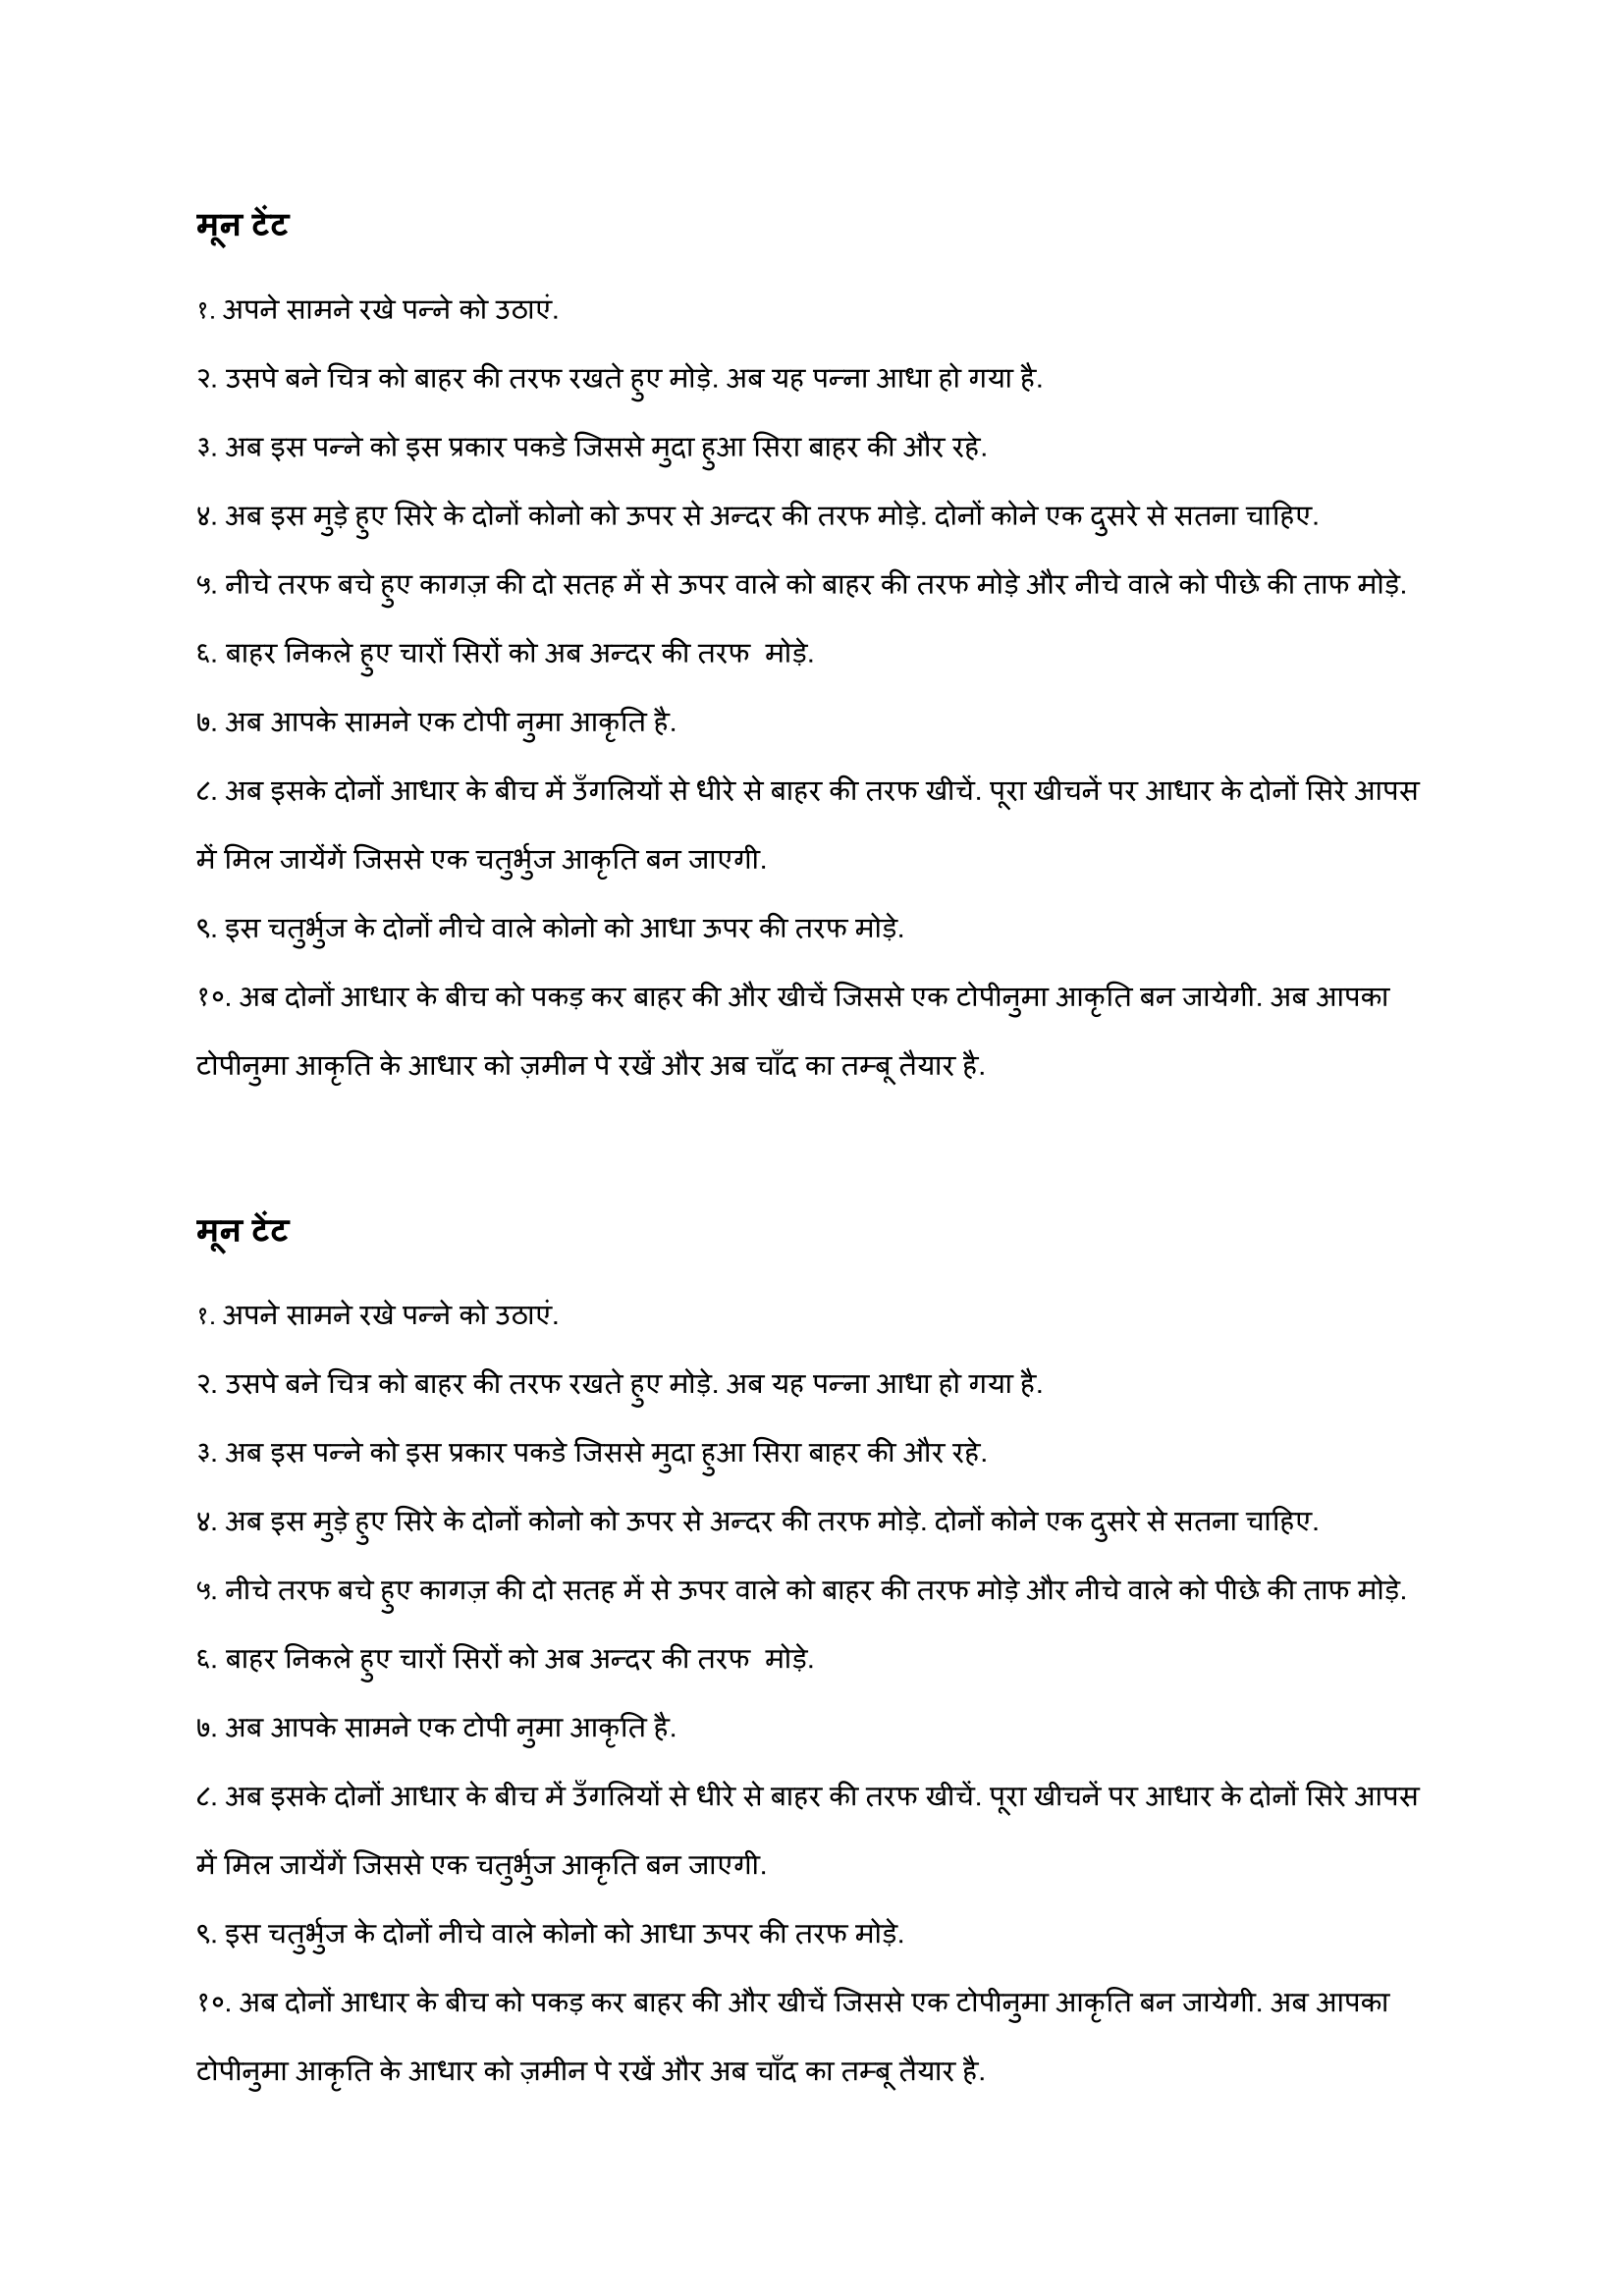 मून टेंट
१. अपने सामने रखे पन्ने को उठाएं.
२. उसपे बने चित्र को बाहर की तरफ रखते हुए मोड़े. अब यह पन्ना आधा हो गया है.
३. अब इस पन्ने को इस प्रकार पकडे जिससे मुदा हुआ सिरा बाहर की और रहे.
४. अब इस मुड़े हुए सिरे के दोनों कोनो को ऊपर से अन्दर की तरफ मोड़े. दोनों कोने एक दुसरे से सतना चाहिए.
५. नीचे तरफ बचे हुए कागज़ की दो सतह में से ऊपर वाले को बाहर की तरफ मोड़े और नीचे वाले को पीछे की ताफ मोड़े.
६. बाहर निकले हुए चारों सिरों को अब अन्दर की तरफ  मोड़े.
७. अब आपके सामने एक टोपी नुमा आकृति है.
८. अब इसके दोनों आधार के बीच में उँगलियों से धीरे से बाहर की तरफ खीचें. पूरा खीचनें पर आधार के दोनों सिरे आपस
में मिल जायेंगें जिससे एक चतुर्भुज आकृति बन जाएगी.
९. इस चतुर्भुज के दोनों नीचे वाले कोनो को आधा ऊपर की तरफ मोड़े.
१०. अब दोनों आधार के बीच को पकड़ कर बाहर की और खीचें जिससे एक टोपीनुमा आकृति बन जायेगी. अब आपका
टोपीनुमा आकृति के आधार को ज़मीन पे रखें और अब चाँद का तम्बू तैयार है.
मून टेंट
१. अपने सामने रखे पन्ने को उठाएं.
२. उसपे बने चित्र को बाहर की तरफ रखते हुए मोड़े. अब यह पन्ना आधा हो गया है.
३. अब इस पन्ने को इस प्रकार पकडे जिससे मुदा हुआ सिरा बाहर की और रहे.
४. अब इस मुड़े हुए सिरे के दोनों कोनो को ऊपर से अन्दर की तरफ मोड़े. दोनों कोने एक दुसरे से सतना चाहिए.
५. नीचे तरफ बचे हुए कागज़ की दो सतह में से ऊपर वाले को बाहर की तरफ मोड़े और नीचे वाले को पीछे की ताफ मोड़े.
६. बाहर निकले हुए चारों सिरों को अब अन्दर की तरफ  मोड़े.
७. अब आपके सामने एक टोपी नुमा आकृति है.
८. अब इसके दोनों आधार के बीच में उँगलियों से धीरे से बाहर की तरफ खीचें. पूरा खीचनें पर आधार के दोनों सिरे आपस
में मिल जायेंगें जिससे एक चतुर्भुज आकृति बन जाएगी.
९. इस चतुर्भुज के दोनों नीचे वाले कोनो को आधा ऊपर की तरफ मोड़े.
१०. अब दोनों आधार के बीच को पकड़ कर बाहर की और खीचें जिससे एक टोपीनुमा आकृति बन जायेगी. अब आपका
टोपीनुमा आकृति के आधार को ज़मीन पे रखें और अब चाँद का तम्बू तैयार है.